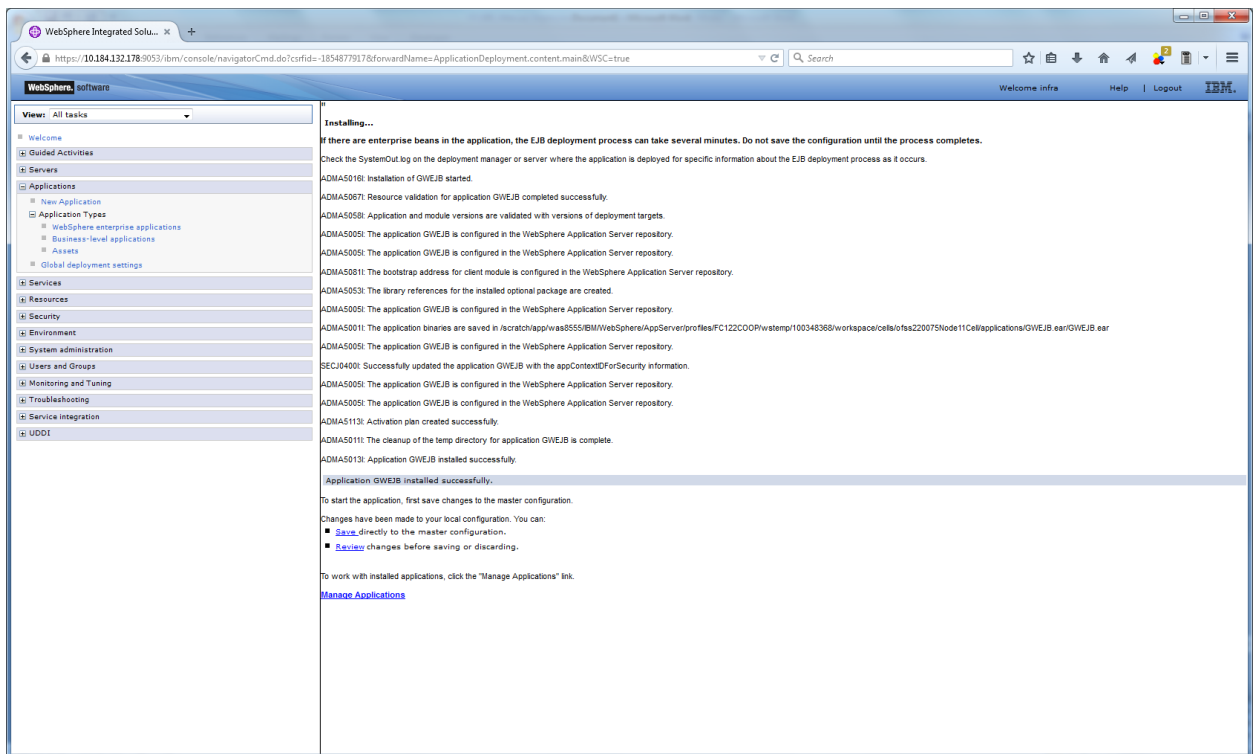 WebSphere Integrated Solu... × +
https://10.184.132.178:9053/ibm/console/navigatorCmd.do?csrfid=-1854877917&forwardName=ApplicationDeployment.content.main&WSC=true
Search
2
WebSphere. software
Welcome infra Help | Logout IBM.
View: All tasks
Welcome
Guided Activities
Servers
Applications
New Application
Application Types
WebSphere enterprise applications
Business-level applications
Assets
Global deployment settings
Services
Resources
Security
Environment
System administration
Users and Groups
Monitoring and Tuning
Troubleshooting
Service integration
UDDI
"
Installing...
If there are enterprise beans in the application, the EJB deployment process can take several minutes. Do not save the configuration until the process completes.
Check the SystemOut.log on the deployment manager or server where the application is deployed for specific information about the EJB deployment process as it occurs.
ADMA5016I: Installation of GWEJB started.
ADMA5067I: Resource validation for application GWEJB completed successfully.
ADMA5058I: Application and module versions are validated with versions of deployment targets.
ADMA5005I: The application GWEJB is configured in the WebSphere Application Server repository.
ADMA5005I: The application GWEJB is configured in the WebSphere Application Server repository.
ADMA5081I: The bootstrap address for client module is configured in the WebSphere Application Server repository.
ADMA5053I: The library references for the installed optional package are created.
ADMA5005I: The application GWEJB is configured in the WebSphere Application Server repository.
ADMA5001I: The application binaries are saved in /scratch/app/was8555/IBM/WebSphere/AppServer/profiles/FC122COOP/wstemp/100348368/workspace/cells/ofss220075Node11Cell/applications/GWEJB.ear/GWEJB.ear
ADMA5005I: The application GWEJB is configured in the WebSphere Application Server repository.
SECJ0400I: Successfully updated the application GWEJB with the appContextIDForSecurity information.
ADMA5005I: The application GWEJB is configured in the WebSphere Application Server repository.
ADMA5005I: The application GWEJB is configured in the WebSphere Application Server repository.
ADMA5113I: Activation plan created successfully.
ADMA5011I: The cleanup of the temp directory for application GWEJB is complete.
ADMA5013I: Application GWEJB installed successfully.
Application GWEJB installed successfully.
To start the application, first save changes to the master configuration.
Changes have been made to your local configuration. You can:
Save directly to the master configuration.
Review changes before saving or discarding.
To work with installed applications, click the "Manage Applications" link.
Manage Applications